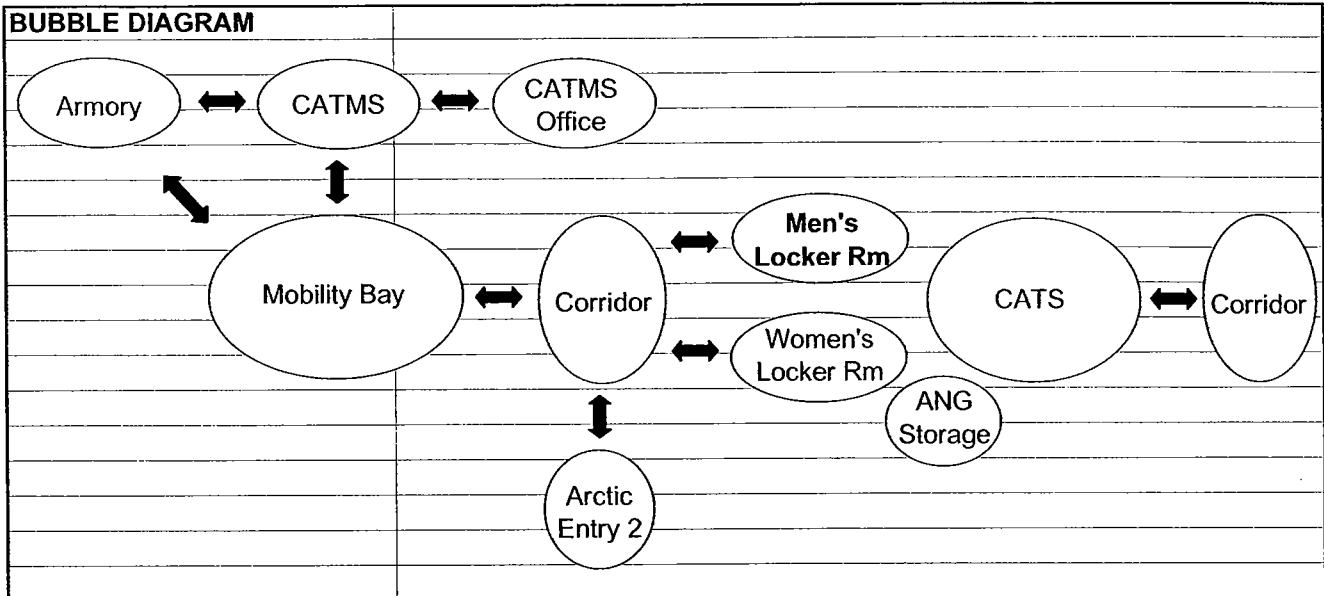 BUBBLE DIAGRAM
Armory
CATMS
CATMS
Office
Mobility Bay
Corridor
Men's
Locker Rm
Women's
Locker Rm
CATS
Corridor
ANG
Storage
Arctic
Entry 2